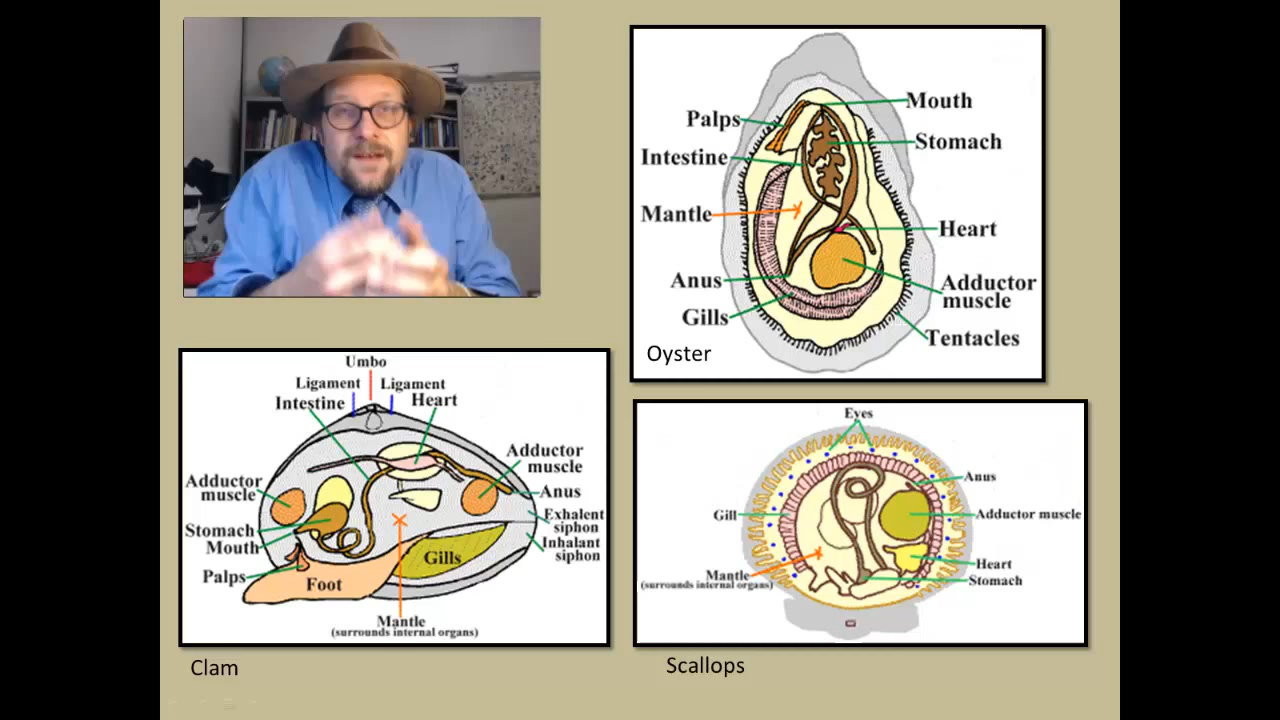 Mouth
Palps
Stomach
Intestine
Mantle
Heart
Anus
Adductor
muscle
Gills
Tentacles
Oyster
Umbo
Ligament Ligament
Intestine Heart
Adductor
muscle
Adductor
muscle
Anus
Stomach
Exhalent
siphon
Mouth
Inhalant
siphon
Palps
Foot
Gills
Mantle
(surrounds internal organs)
Clam
Eyes
Anus
Gill
Adductor muscle
Heart
Mantle
(surrounds internal organs)
Stomach
Scallops